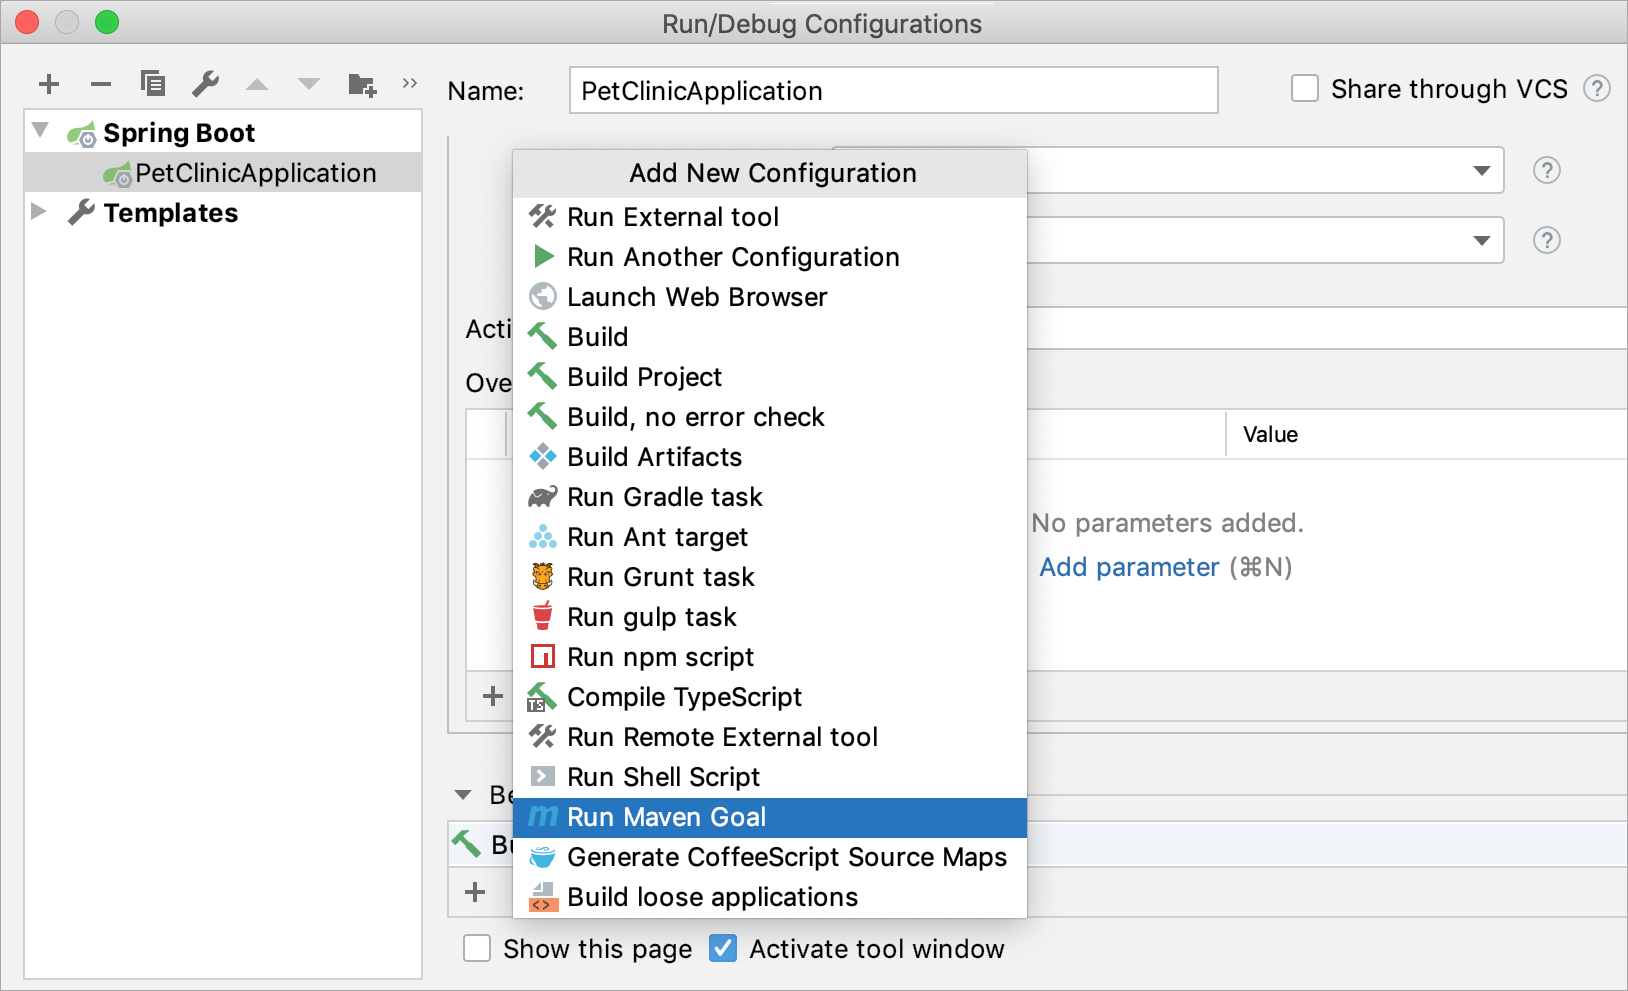 Run/Debug Configurations
Name:
PetClinicApplication
Share through VCS
?
Spring Boot
PetClinicApplication
Templates
Add New Configuration
?
Run External tool
Run Another Configuration
?
Launch Web Browser
Acti
Build
Ove
Build Project
Build, no error check
Value
Build Artifacts
Run Gradle task
No parameters added.
Run Ant target
Add parameter (⌘N)
Run Grunt task
Run gulp task
Run npm script
TS
Compile TypeScript
Run Remote External tool
Run Shell Script
Be
m
Run Maven Goal
Bu
Generate CoffeeScript Source Maps
Build loose applications
Show this page
Activate tool window